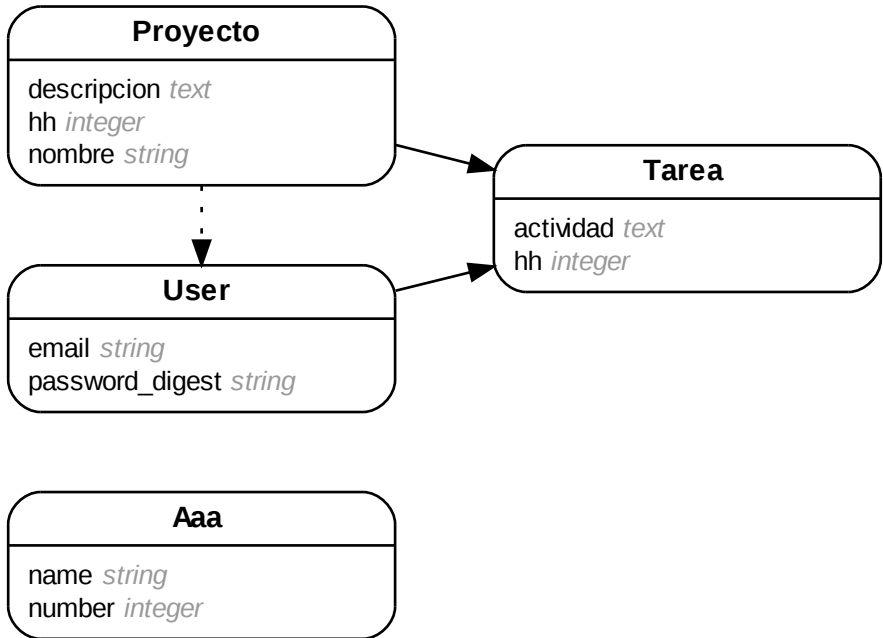 Proyecto
descripcion text
hh integer
nombre string
Tarea
actividad text
hh integer
User
email string
password_digest string
Aaa
name string
number integer